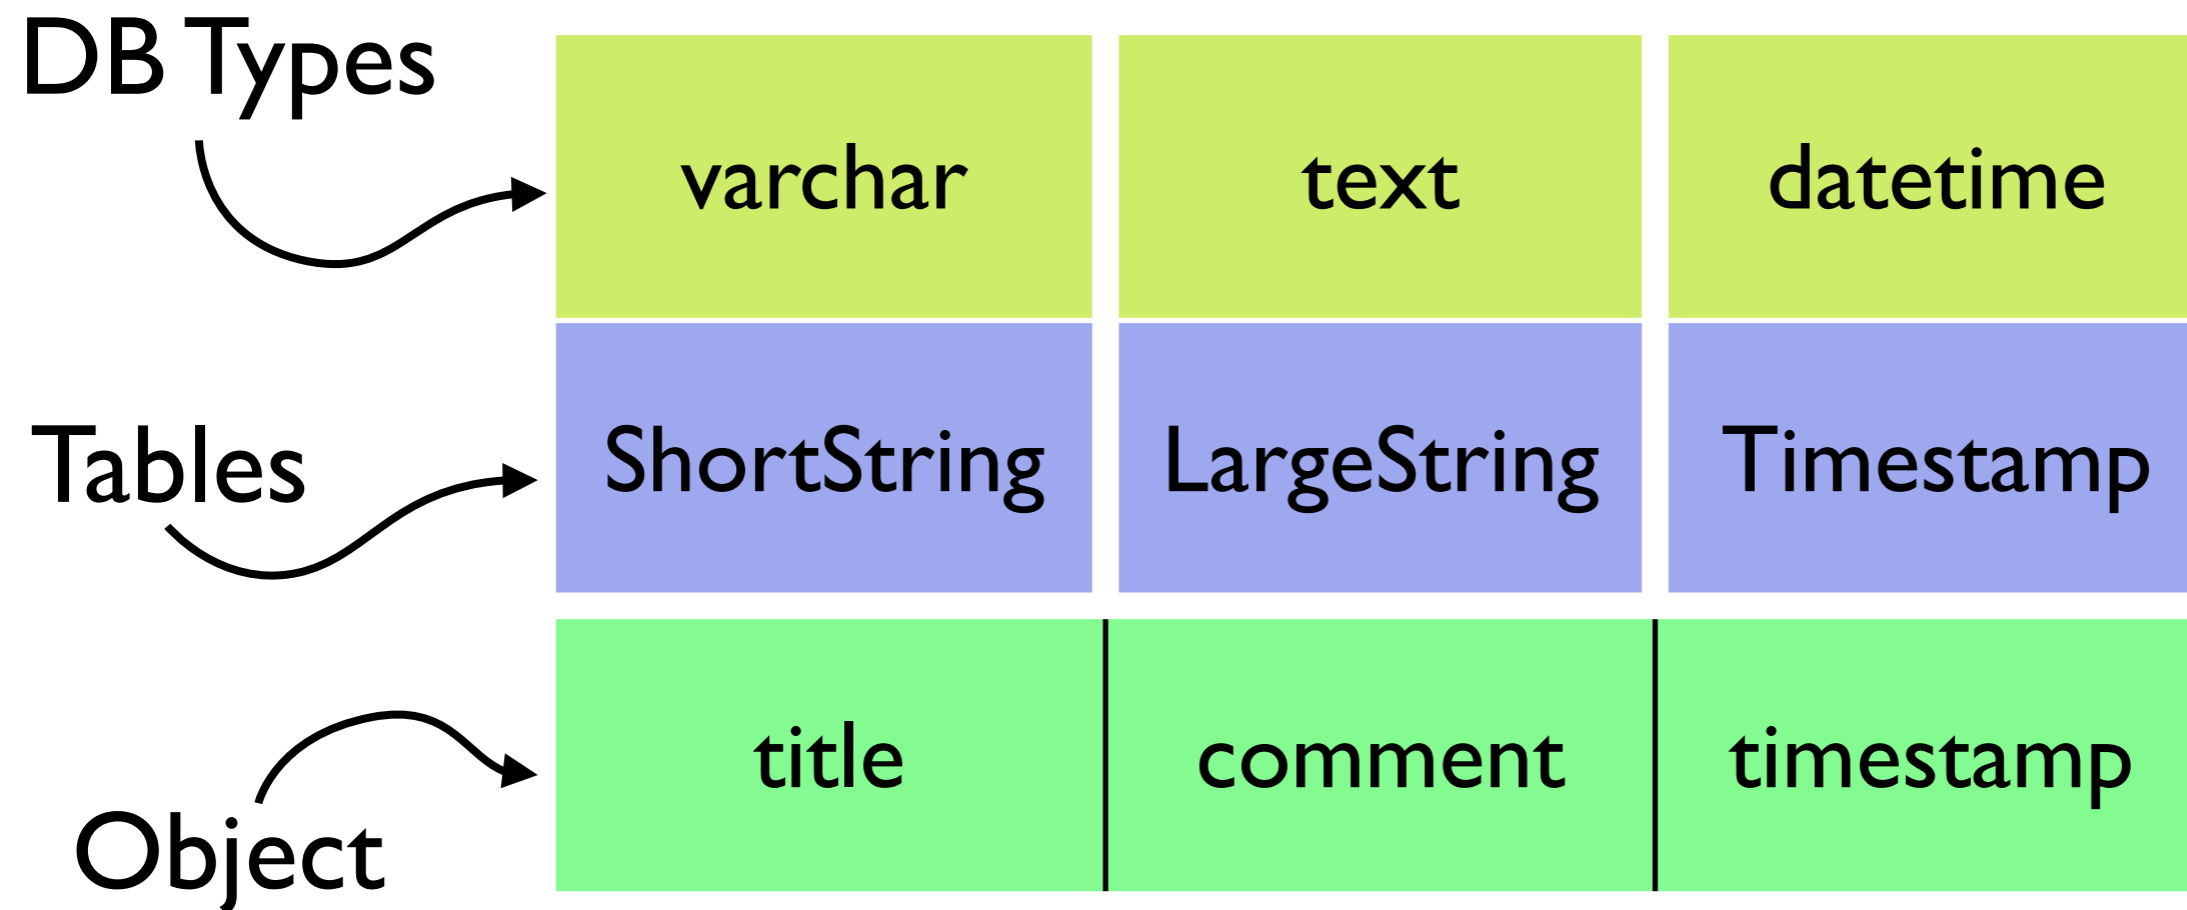 DB Types
varchar text datetime
Tables
ShortString LargeString Timestamp
title comment timestamp
Object